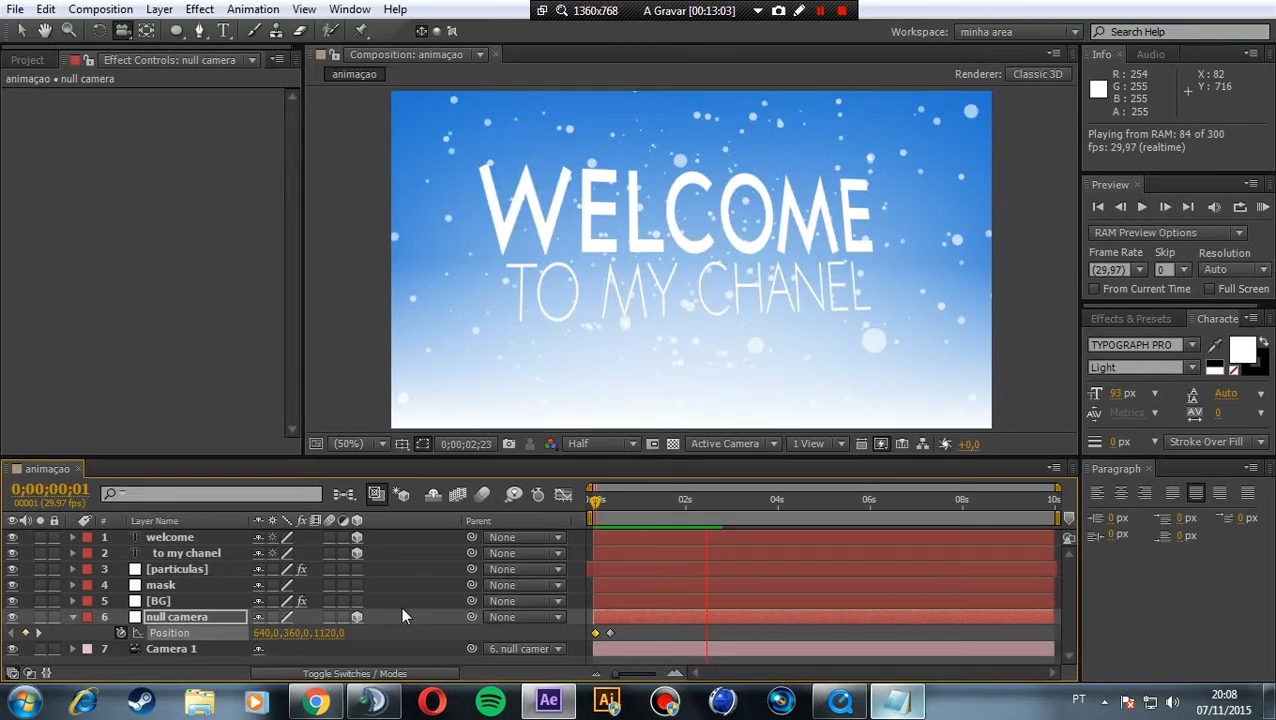 File Edit Composition Layer Effect Animation View Window Help
1360x768 A Gravar [00:13:03]
Workspace: minha area
Search Help
Project Effect Controls: null camera
Composition: animaçao
Info Audio
animaçao • null camera
animaçao
Renderer: Classic 3D
R: 254
G: 255
B: 255
A: 255
X: 82
Y: 716
Playing from RAM: 84 of 300
fps: 29,97 (realtime)
Preview
RAM Preview Options
Frame Rate Skip Resolution
(29,97) 0 Auto
From Current Time Full Screen
WELCOME
TO MY CHANEL
Effects & Presets Characte
TYPOGRAPH PRO
Light
93 px Auto
Metrics 0
0 px Stroke Over Fill
(50%) 0;00;02;23 Half Active Camera 1 View +0,0
animaçao
Paragraph
0;00;00;01
00001 (29.97 fps)
02s 04s 06s 08s 10s
# Layer Name Parent
1 T welcome None
2 T to my chanel None
3 [particulas] fx None
4 mask None
5 [BG] fx None
6 null camera None
Position 640,0,360,0,1120,0
7 Camera 1 6. null camer
0 px 0 px 0 px
0 px 0 px
Toggle Switches / Modes
Ae Ai
PT
20:08
07/11/2015